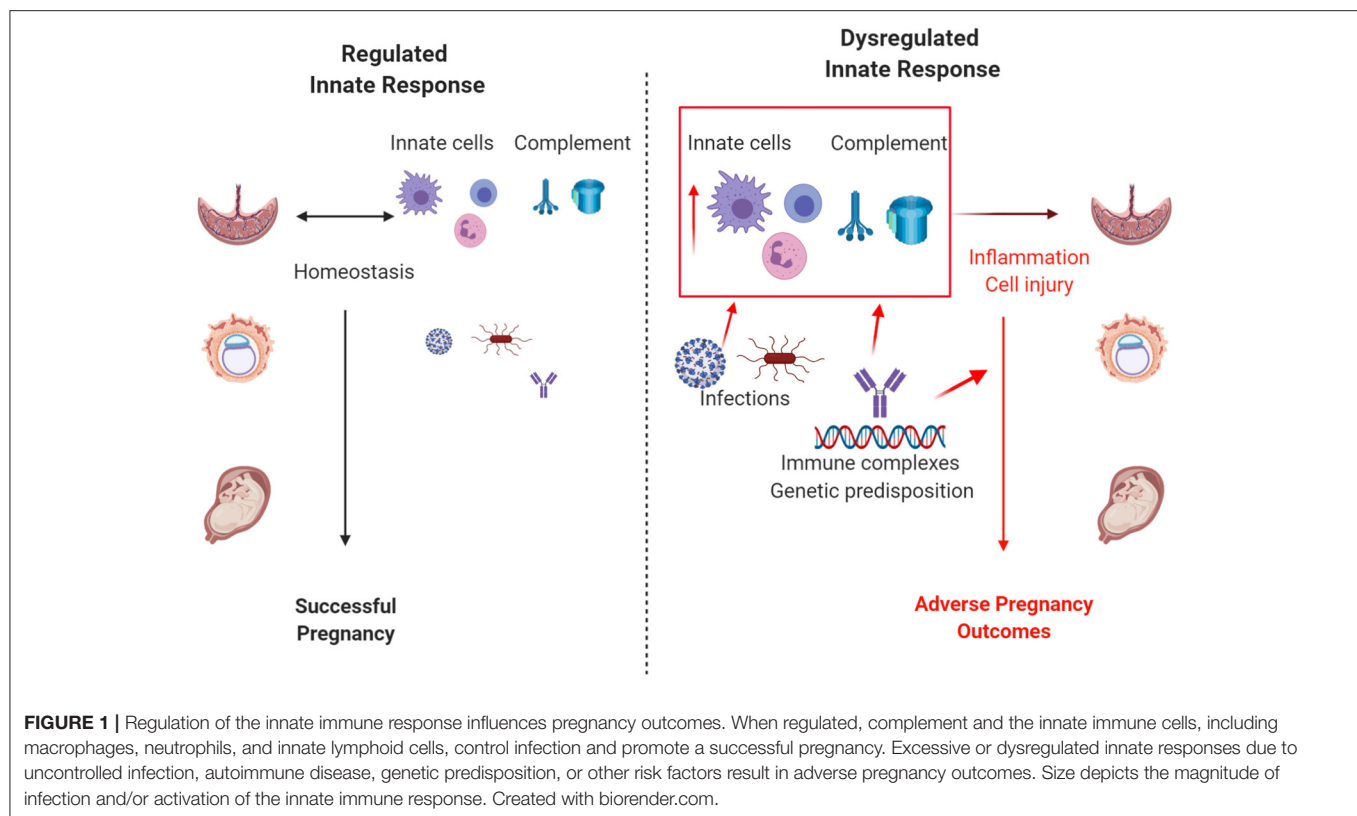 Regulated
Innate Response
Innate cells
Complement
Homeostasis
Successful
Pregnancy
Dysregulated
Innate Response
Innate cells
Complement
Inflammation
Cell injury
Infections
Immune complexes
Genetic predisposition
Adverse Pregnancy
Outcomes
FIGURE 1 | Regulation of the innate immune response influences pregnancy outcomes. When regulated, complement and the innate immune cells, including
macrophages, neutrophils, and innate lymphoid cells, control infection and promote a successful pregnancy. Excessive or dysregulated innate responses due to
uncontrolled infection, autoimmune disease, genetic predisposition, or other risk factors result in adverse pregnancy outcomes. Size depicts the magnitude of
infection and/or activation of the innate immune response. Created with biorender.com.